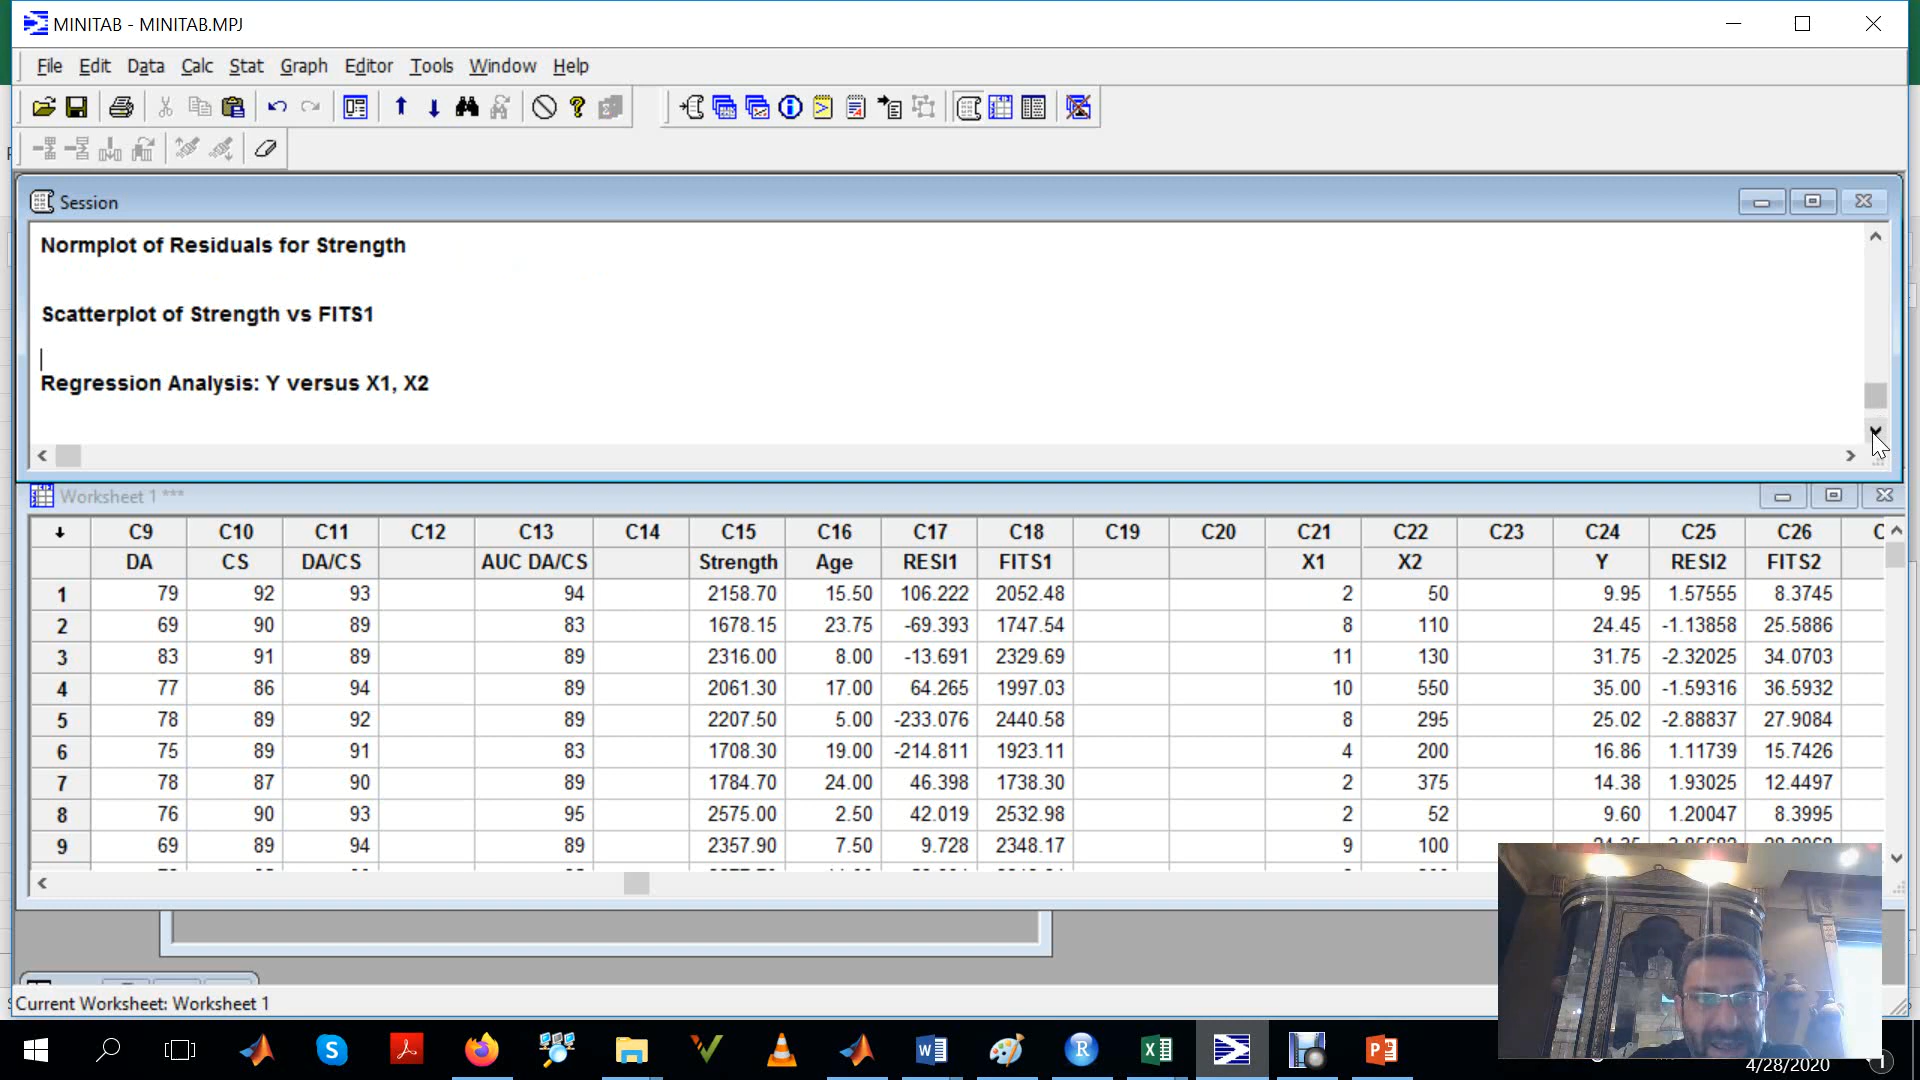 MINITAB - MINITAB.MPJ
File Edit Data Calc Stat Graph Editor Tools Window Help
Session
Normplot of Residuals for Strength
Scatterplot of Strength vs FITS1
Regression Analysis: Y versus X1, X2
Worksheet 1 ***
C9 C10 C11 C12 C13 C14 C15 C16 C17 C18 C19 C20 C21 C22 C23 C24 C25 C26 C
DA CS DA/CS AUC DA/CS Strength Age RESI1 FITS1 X1 X2 Y RESI2 FITS2
1 79 92 93 94 2158.70 15.50 106.222 2052.48 2 50 9.95 1.57555 8.3745
2 69 90 89 83 1678.15 23.75 -69.393 1747.54 8 110 24.45 -1.13858 25.5886
3 83 91 89 89 2316.00 8.00 -13.691 2329.69 11 130 31.75 -2.32025 34.0703
4 77 86 94 89 2061.30 17.00 64.265 1997.03 10 550 35.00 -1.59316 36.5932
5 78 89 92 89 2207.50 5.00 -233.076 2440.58 8 295 25.02 -2.88837 27.9084
6 75 89 91 83 1708.30 19.00 -214.811 1923.11 4 200 16.86 1.11739 15.7426
7 78 87 90 89 1784.70 24.00 46.398 1738.30 2 375 14.38 1.93025 12.4497
8 76 90 93 95 2575.00 2.50 42.019 2532.98 2 52 9.60 1.20047 8.3995
9 69 89 94 89 2357.90 7.50 9.728 2348.17 9 100
Current Worksheet: Worksheet 1
4/28/2020